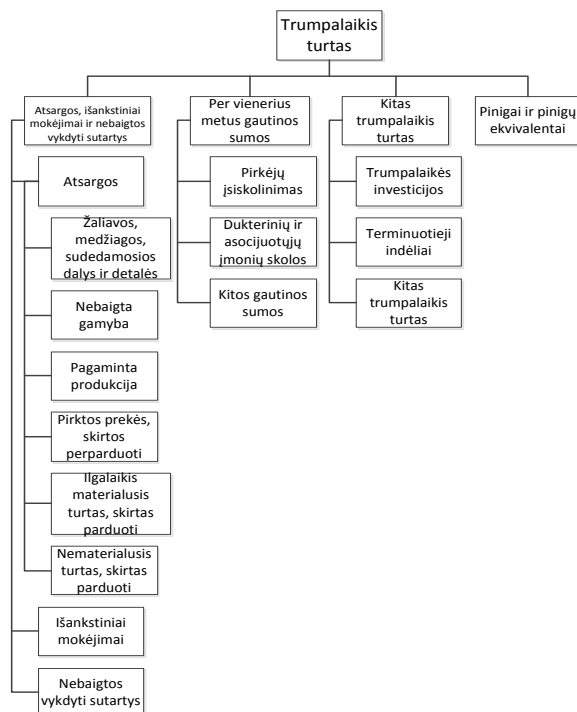 Trumpalaikis
turtas
Atsargos, išankstiniai
mokėjimai ir nebaigtos
vykdyti sutartys
Per vienerius
metus gautinos
sumos
Kitas
trumpalaikis
turtas
Pinigai ir pinigų
ekvivalentai
Atsargos
Žaliavos,
medžiagos,
sudedamosios
dalys ir detalės
Nebaigta
gamyba
Pagaminta
produkcija
Pirktos prekės,
skirtos
perparduoti
Ilgalaikis
materialusis
turtas, skirtas
parduoti
Nematerialusis
turtas, skirtas
parduoti
Išankstiniai
mokėjimai
Nebaigtos
vykdyti sutartys
Pirkėjų
įsiskolinimas
Dukterinių ir
asocijuotųjų
įmonių skolos
Kitos gautinos
sumos
Trumpalaikės
investicijos
Terminuotieji
indėliai
Kitas
trumpalaikis
turtas